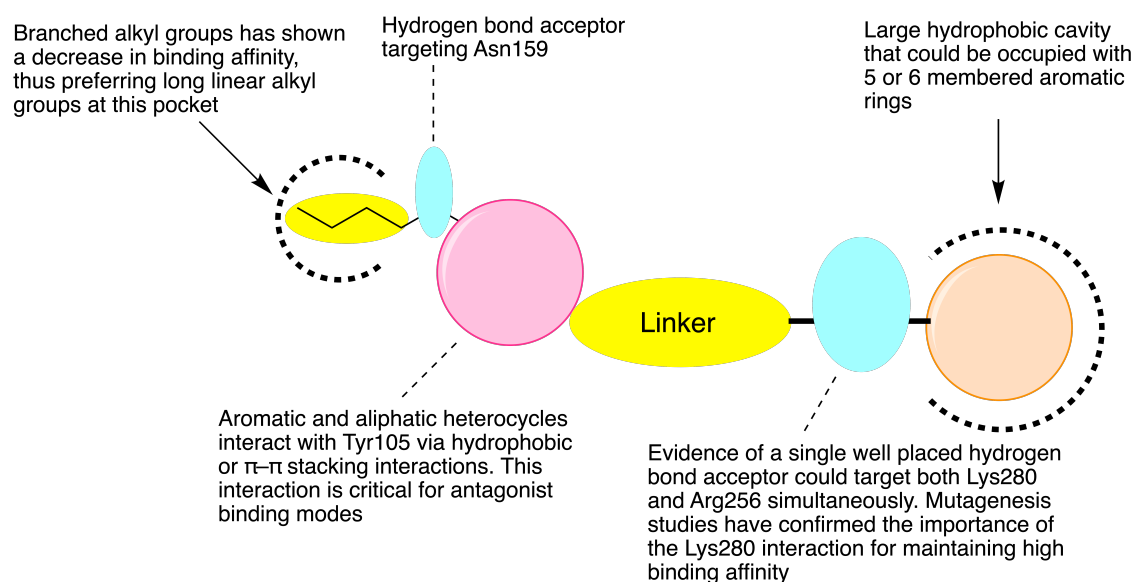 Branched alkyl groups has shown
a decrease in binding affinity,
thus preferring long linear alkyl
groups at this pocket
Hydrogen bond acceptor
targeting Asn159
Large hydrophobic cavity
that could be occupied with
5 or 6 membered aromatic
rings
Linker
Aromatic and aliphatic heterocycles
interact with Tyr105 via hydrophobic
or π–π stacking interactions. This
interaction is critical for antagonist
binding modes
Evidence of a single well placed hydrogen
bond acceptor could target both Lys280
and Arg256 simultaneously. Mutagenesis
studies have confirmed the importance of
the Lys280 interaction for maintaining high
binding affinity